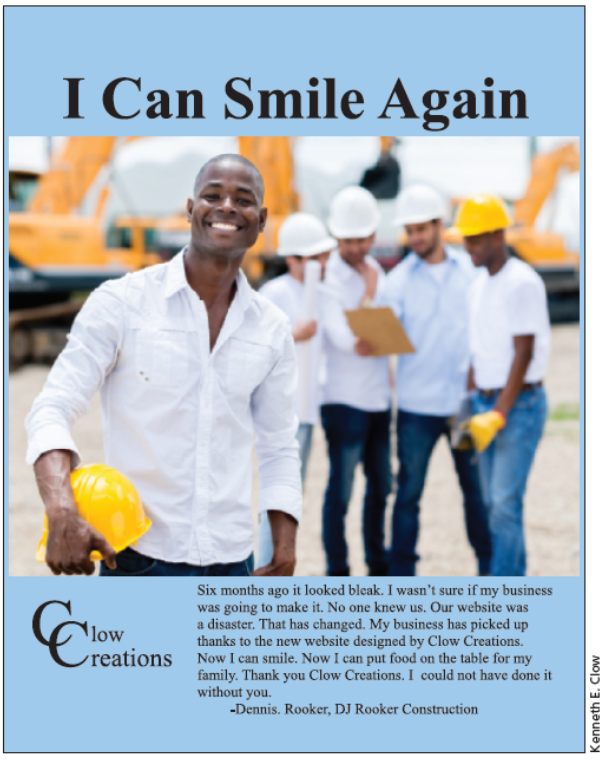 I Can Smile Again
Clow
Creations
Six months ago it looked bleak. I wasn't sure if my business
was going to make it. No one knew us. Our website was
a disaster. That has changed. My business has picked up
thanks to the new website designed by Clow Creations.
Now I can smile. Now I can put food on the table for my
family. Thank you Clow Creations. I could not have done it
without you.
-Dennis. Rooker, DJ Rooker Construction
Kenneth E. Clow